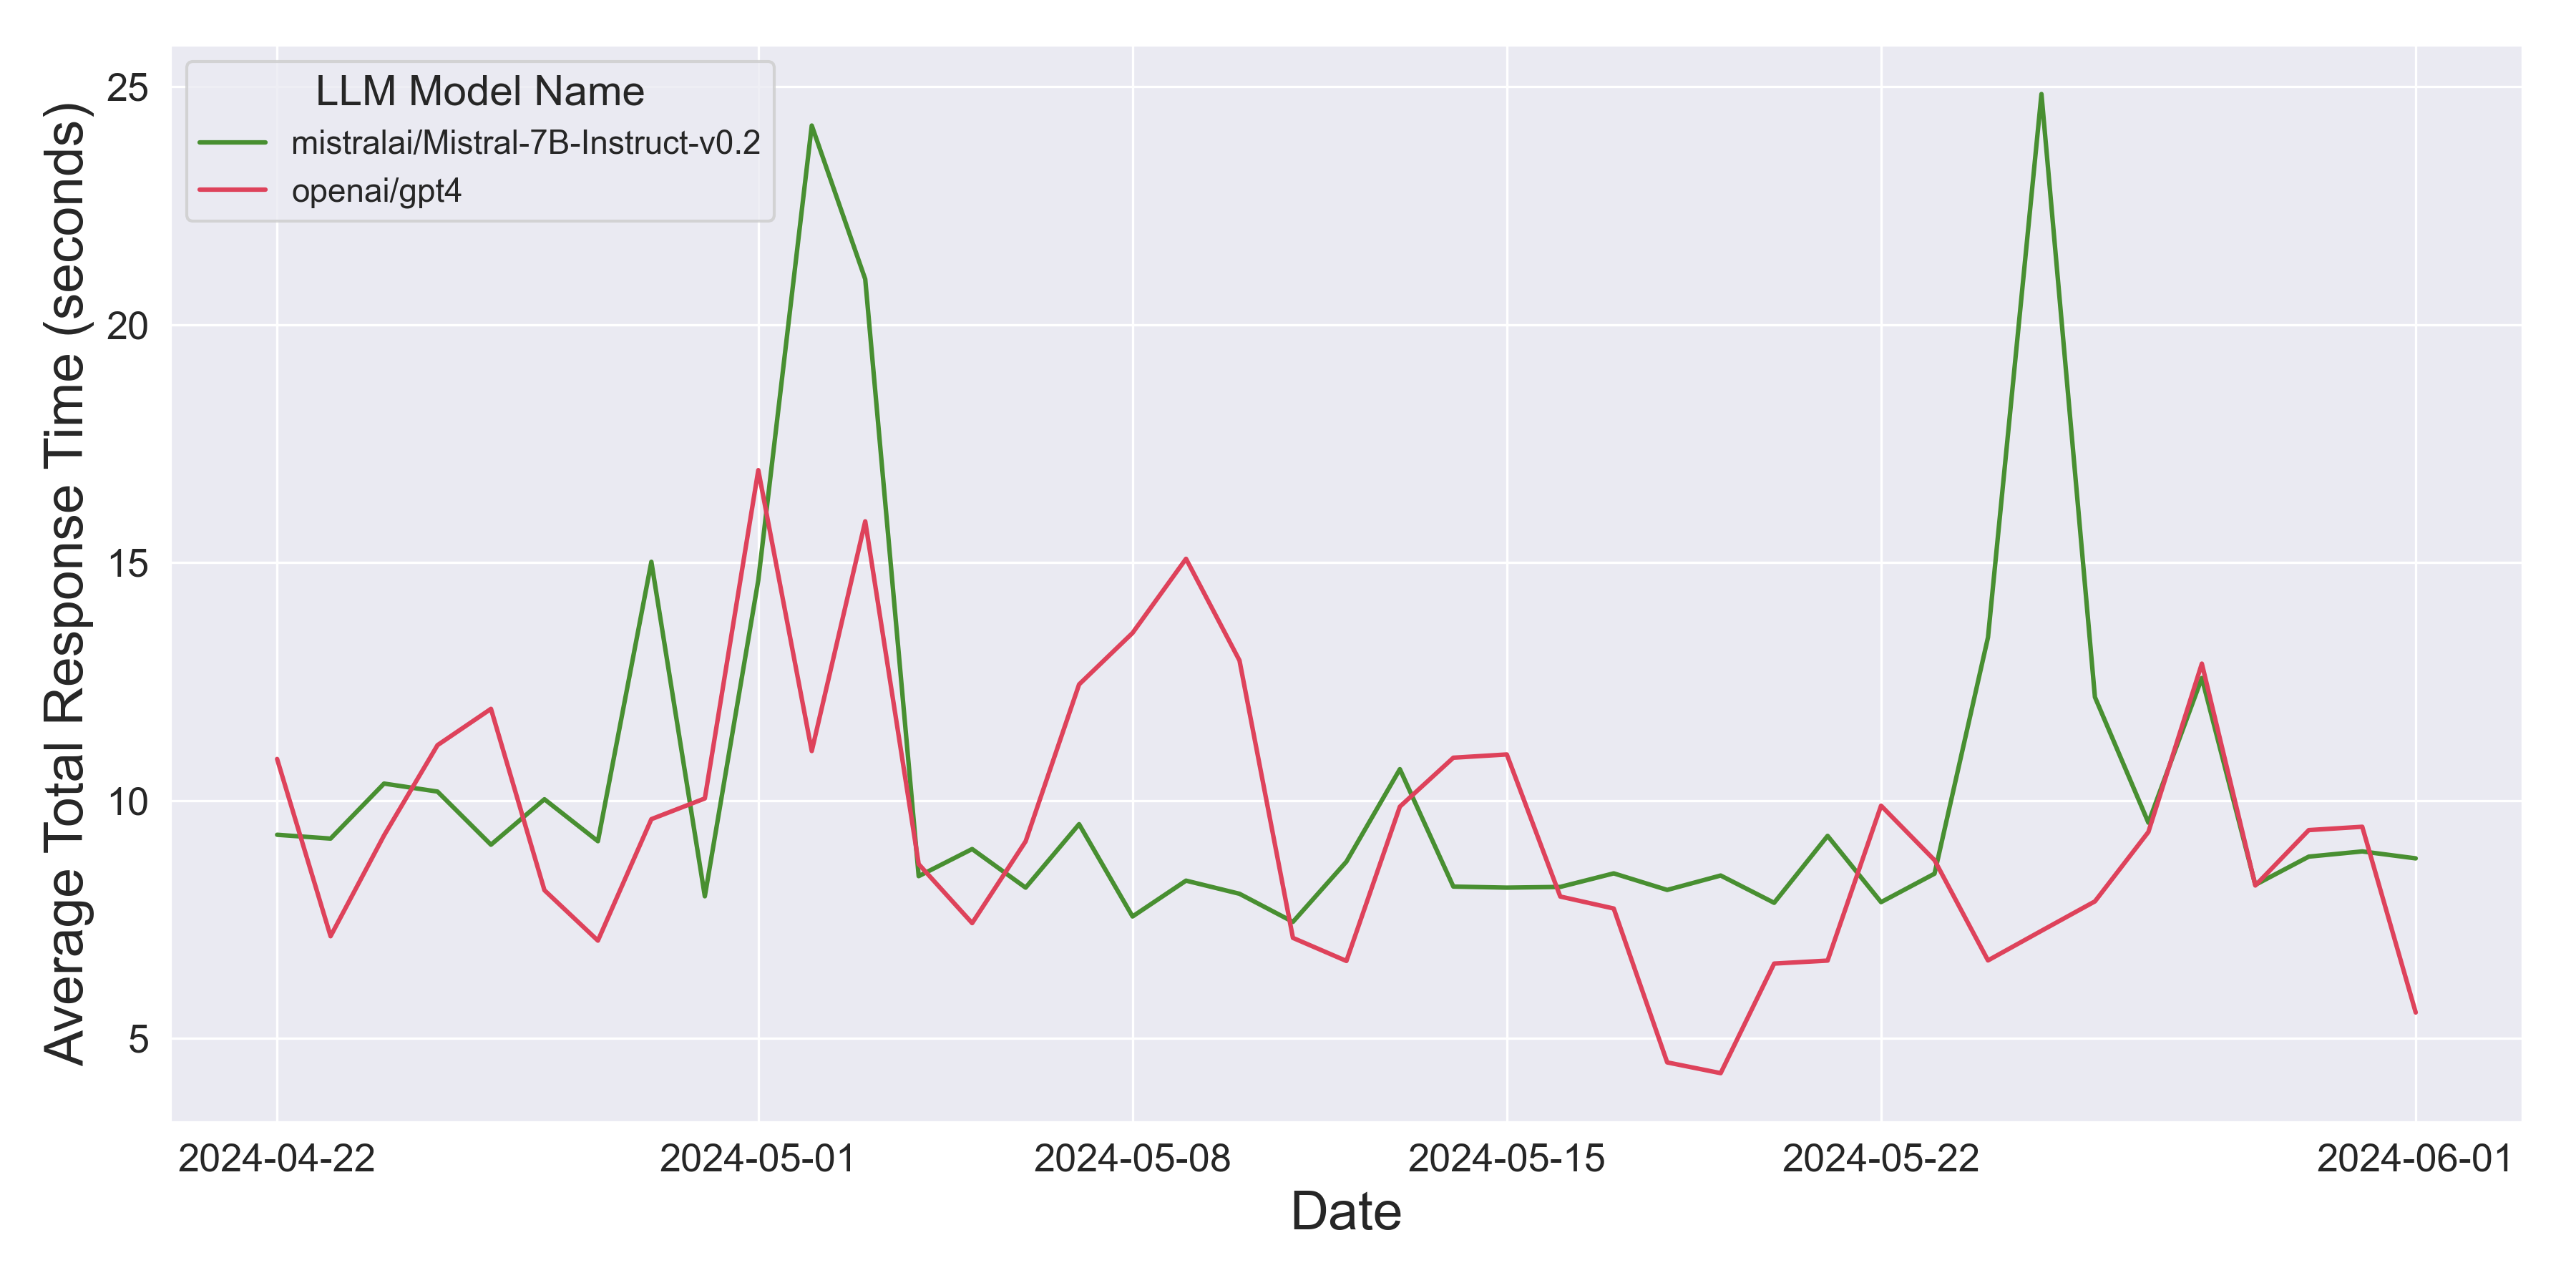 LLM Model Name
mistralai/Mistral-7B-Instruct-v0.2
openai/gpt4
Average Total Response Time (seconds)
25
20
15
10
5
2024-04-22 2024-05-01 2024-05-08 2024-05-15 2024-05-22 2024-06-01
Date